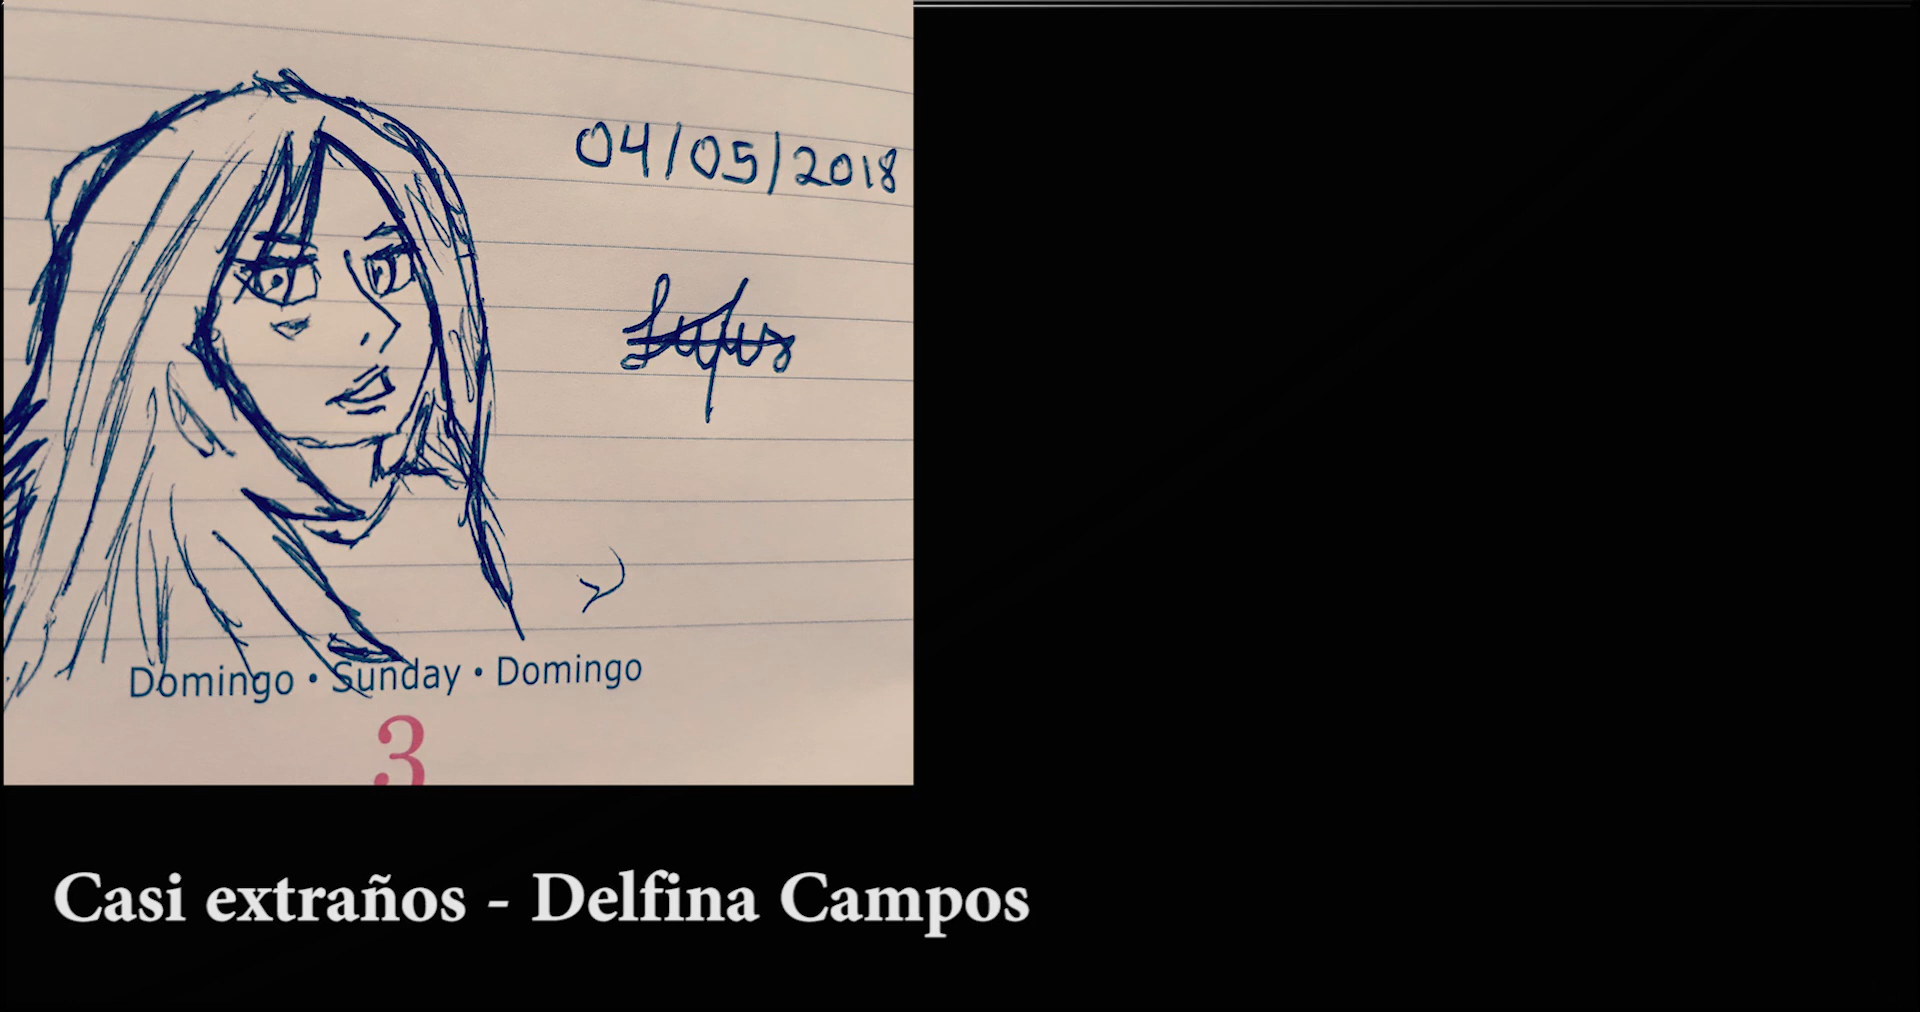 04/05/2018
Domingo • Sunday • Domingo
3
Casi extraños - Delfina Campos